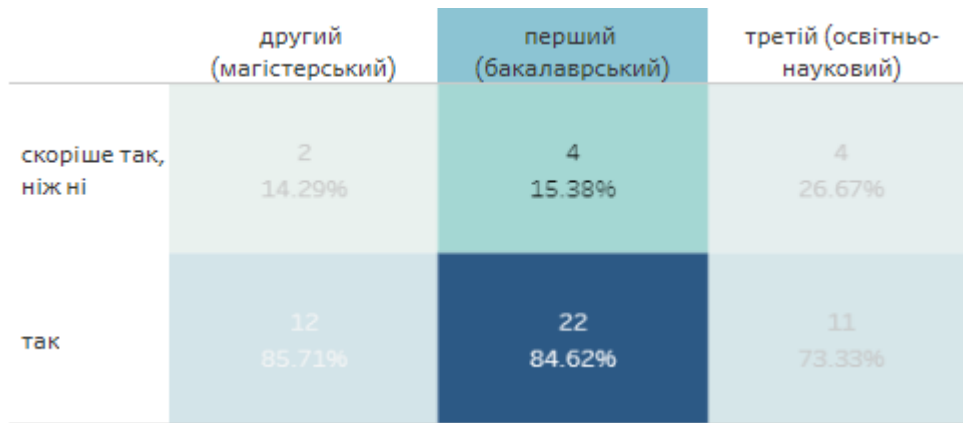 другий перший третій (освітньо-
(магістерський) (бакалаврський) науковий)
скоріше так, 2 4 4
ніж ні 14.29% 15.38% 26.67%
так 12 22 11
85.71% 84.62% 73.33%